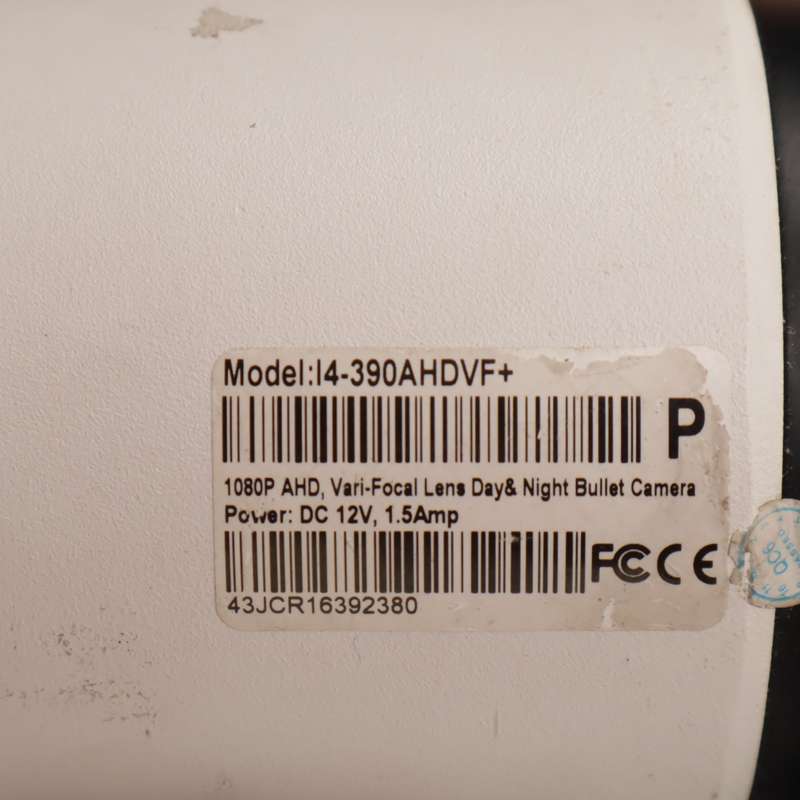 Model:I4-390AHDVF+
P
1080P AHD, Vari-Focal Lens Day& Night Bullet Camera
Power: DC 12V, 1.5Amp
FC CE
43JCR16392380
QC6